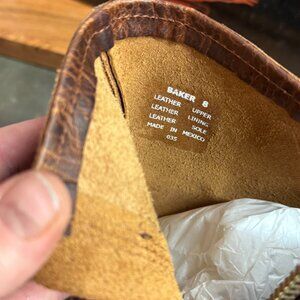 BAKER 8
LEATHER UPPER
LEATHER LINING
LEATHER SOLE
MADE IN MEXICO
035